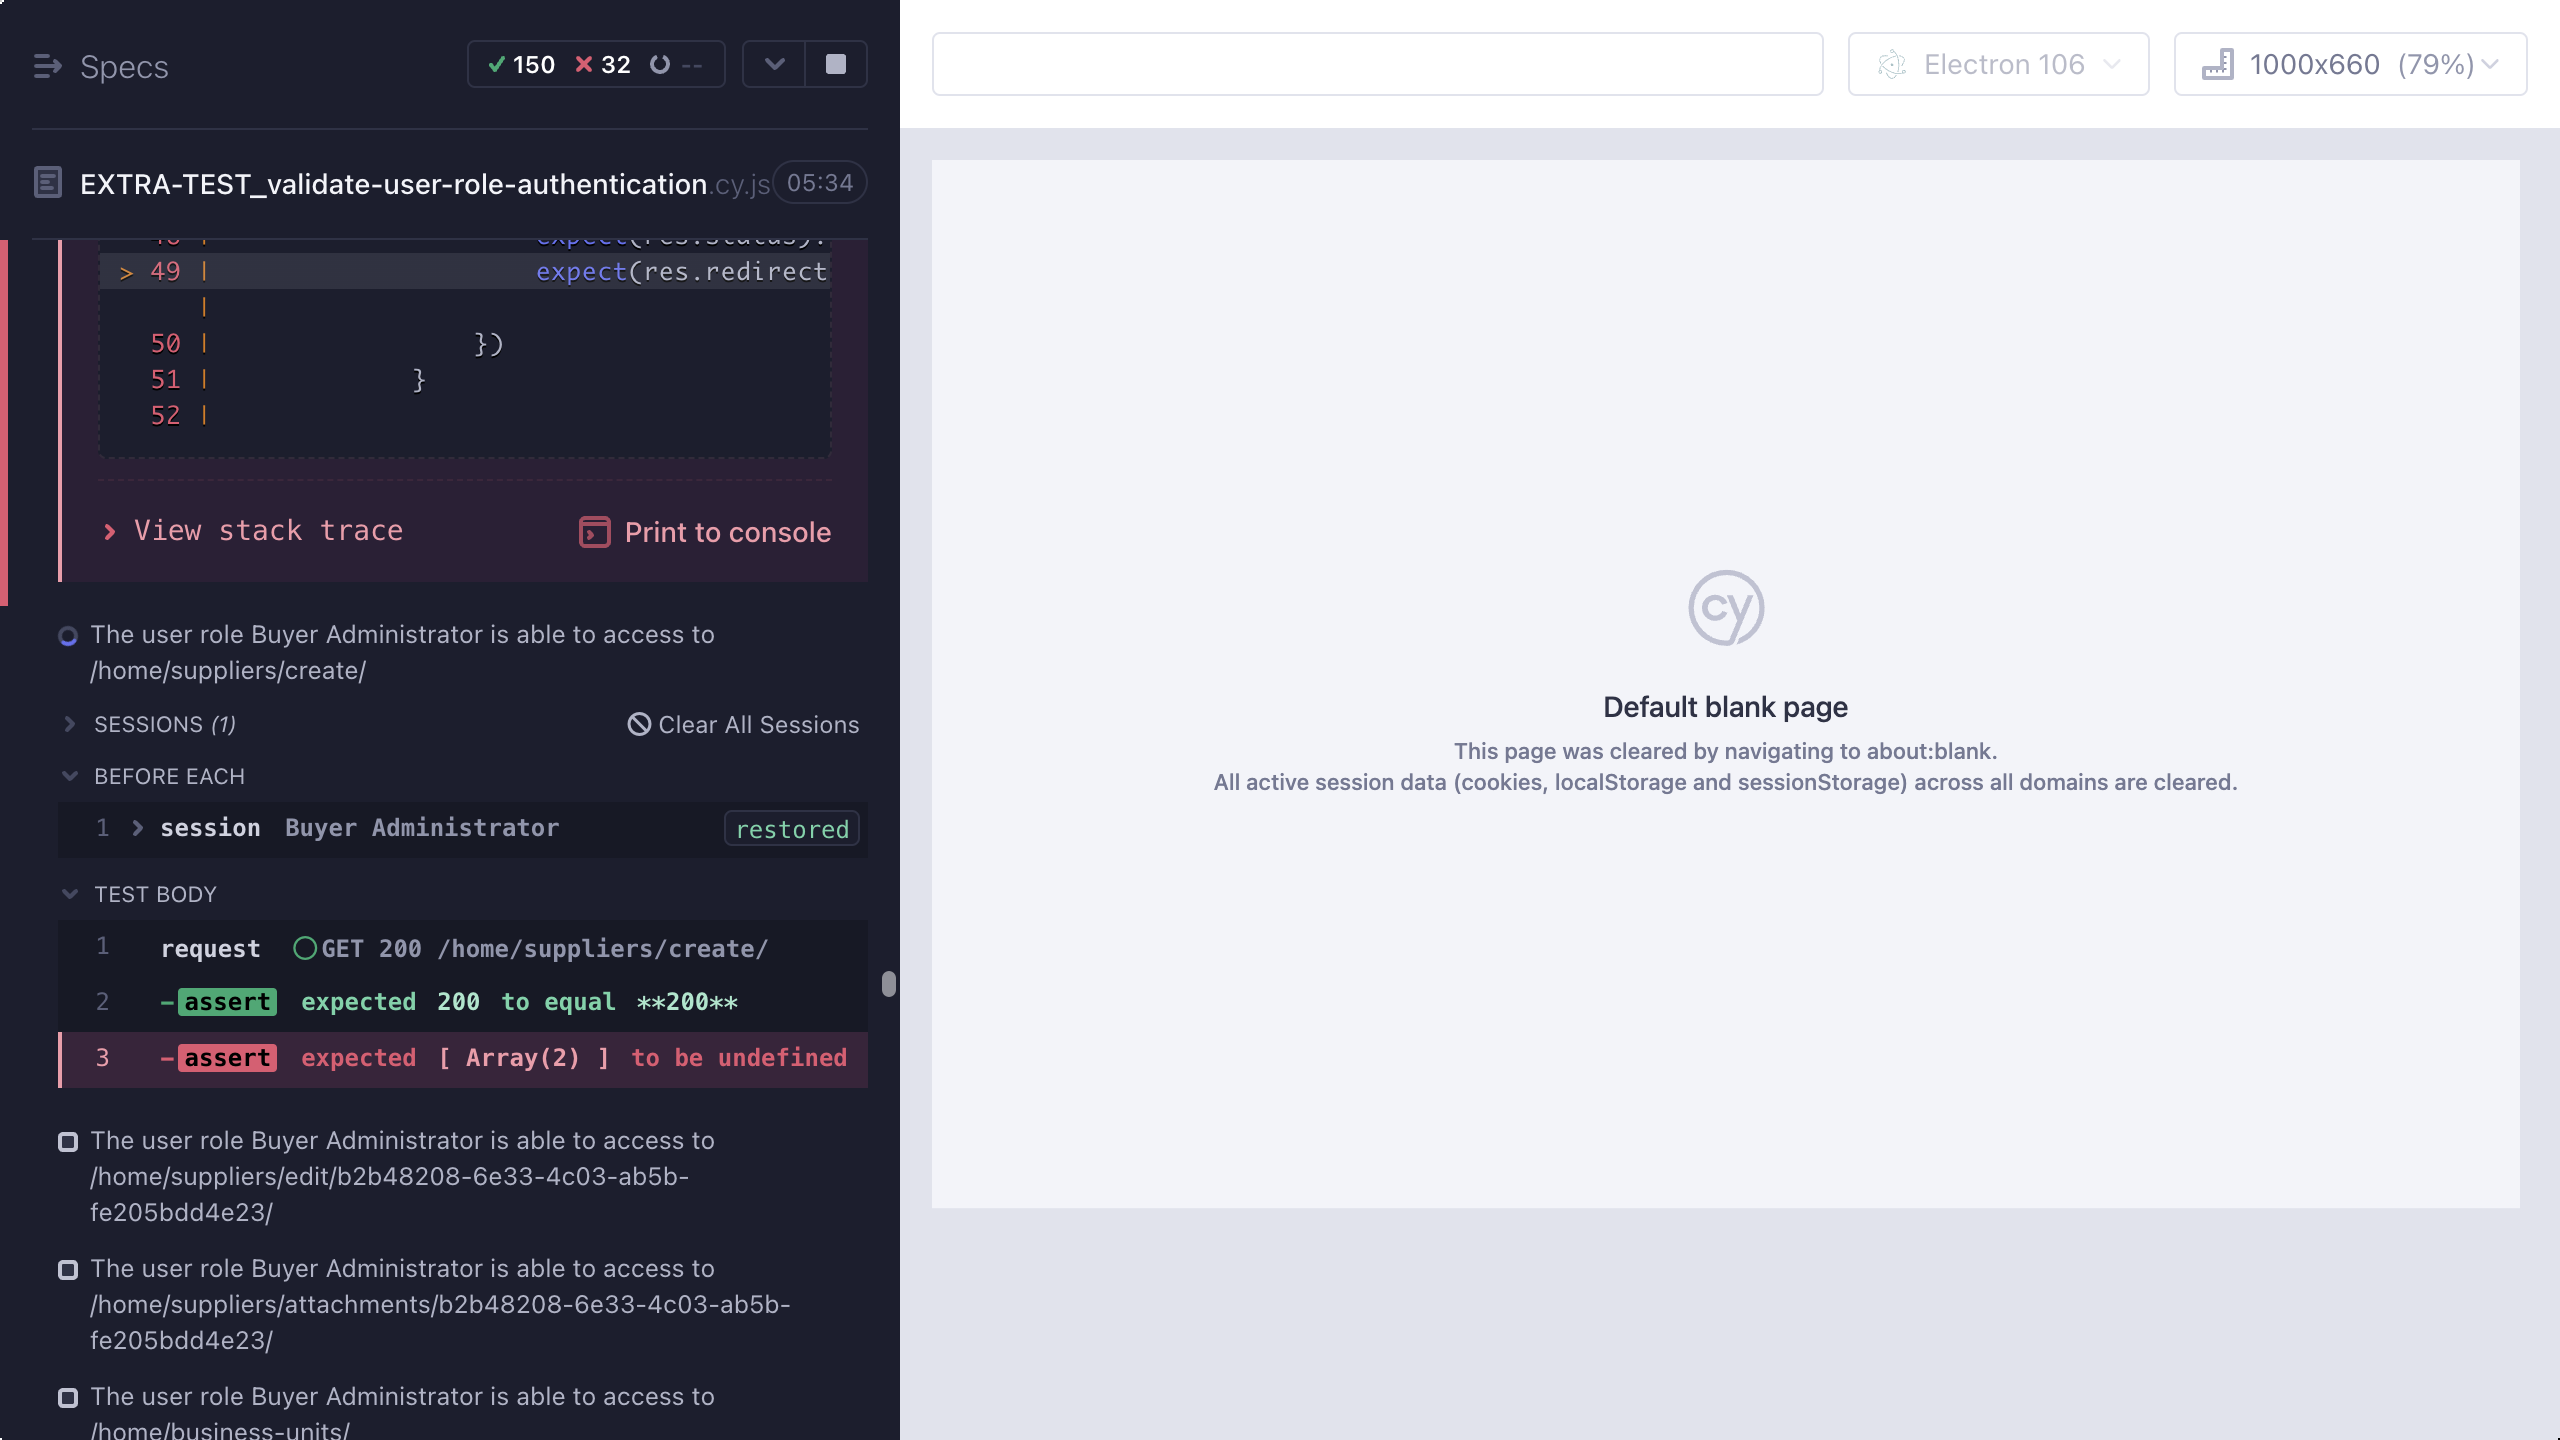 Specs
150 32 --
EXTRA-TEST_validate-user-role-authentication.cy.js 05:34
expect(res.status).
> 49 | expect(res.redirect
|
50 | })
51 | }
52 |
View stack trace
Print to console
The user role Buyer Administrator is able to access to
/home/suppliers/create/
SESSIONS (1)
Clear All Sessions
BEFORE EACH
1 session Buyer Administrator restored
TEST BODY
1 request GET 200 /home/suppliers/create/
2 -assert expected 200 to equal **200**
3 -assert expected [ Array(2) ] to be undefined
The user role Buyer Administrator is able to access to
/home/suppliers/edit/b2b48208-6e33-4c03-ab5b-
fe205bdd4e23/
The user role Buyer Administrator is able to access to
/home/suppliers/attachments/b2b48208-6e33-4c03-ab5b-
fe205bdd4e23/
The user role Buyer Administrator is able to access to
/home/business-units/
Electron 106
1000x660 (79%)
cy
Default blank page
This page was cleared by navigating to about:blank.
All active session data (cookies, localStorage and sessionStorage) across all domains are cleared.